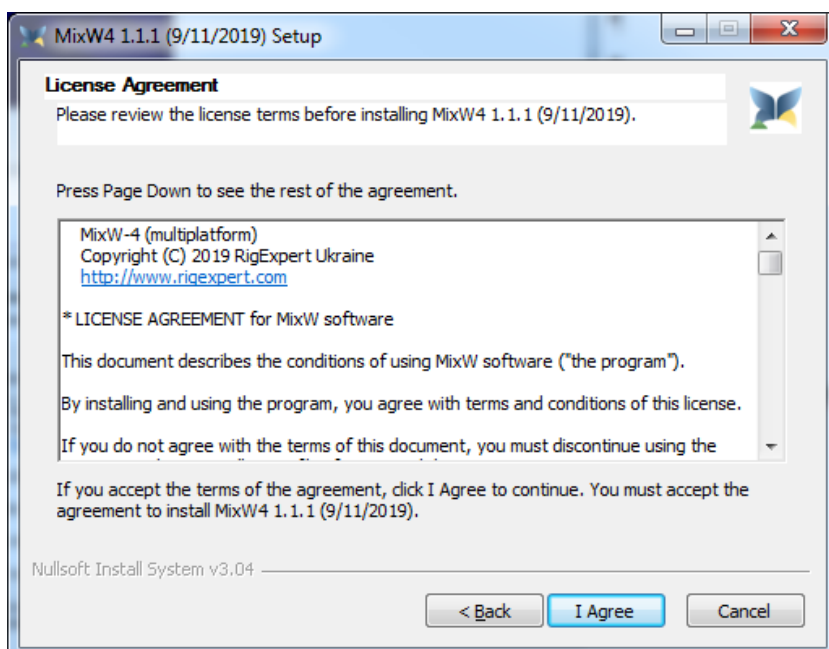 MixW4 1.1.1 (9/11/2019) Setup
License Agreement
Please review the license terms before installing MixW4 1.1.1 (9/11/2019).
Press Page Down to see the rest of the agreement.
MixW-4 (multiplatform)
Copyright (C) 2019 RigExpert Ukraine
http://www.rigexpert.com
* LICENSE AGREEMENT for MixW software
This document describes the conditions of using MixW software ("the program").
By installing and using the program, you agree with terms and conditions of this license.
If you do not agree with the terms of this document, you must discontinue using the
If you accept the terms of the agreement, click I Agree to continue. You must accept the
agreement to install MixW4 1.1.1 (9/11/2019).
Nullsoft Install System v3.04
< Back I Agree Cancel